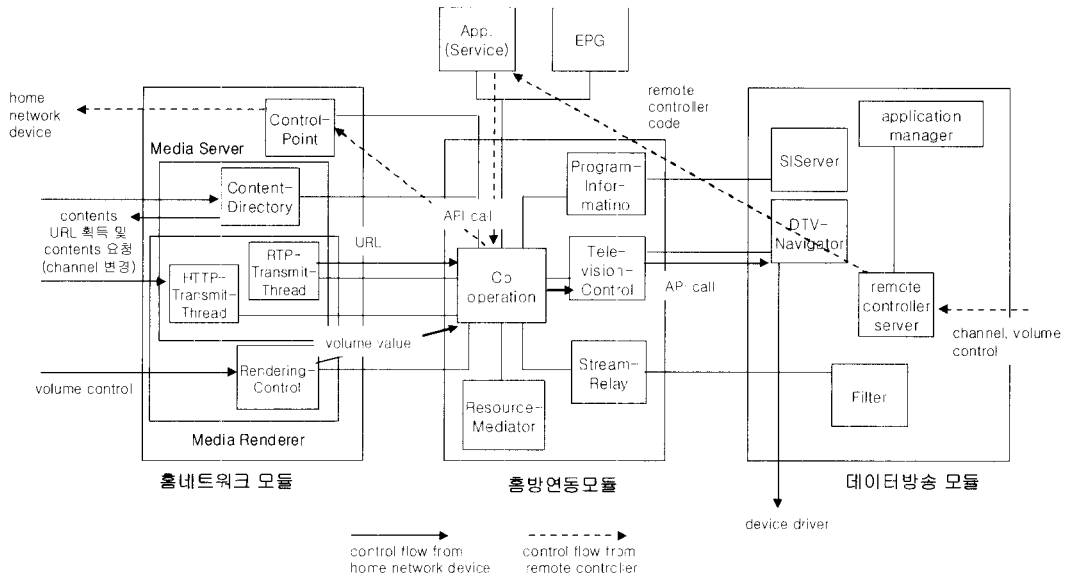 App.
(Service)
EPG
home
network
device
Control-
Point
remote
controller
code
application
manager
Media Server
SIServer
Program-
Infor-
matino
Content-
Directory
contents
URL 획득 및
contents 요청
(channel 변경)
API call
URL
DTV-
Navigator
RTP-
Transmit-
Thread
HTTP-
Transmit-
Thread
Co
operation
Tele-
vision-
Control
API call
remote
controller
server
channel, volume
control
volume value
volume control
Rendering-
Control
Stream-
Relay
Resource-
Mediator
Filter
Media Renderer
홈네트워크 모듈
홈방연동모듈
데이터방송 모듈
device driver
control flow from
home network device
control flow from
remote controller